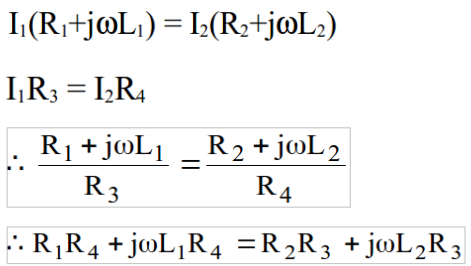 I₁(R₁+jωL₁) = I₂(R₂+jωL₂)
I₁R₃ = I₂R₄
∴ (R₁ + jωL₁)/R₃ = (R₂ + jωL₂)/R₄
∴ R₁R₄ + jωL₁R₄ = R₂R₃ + jωL₂R₃